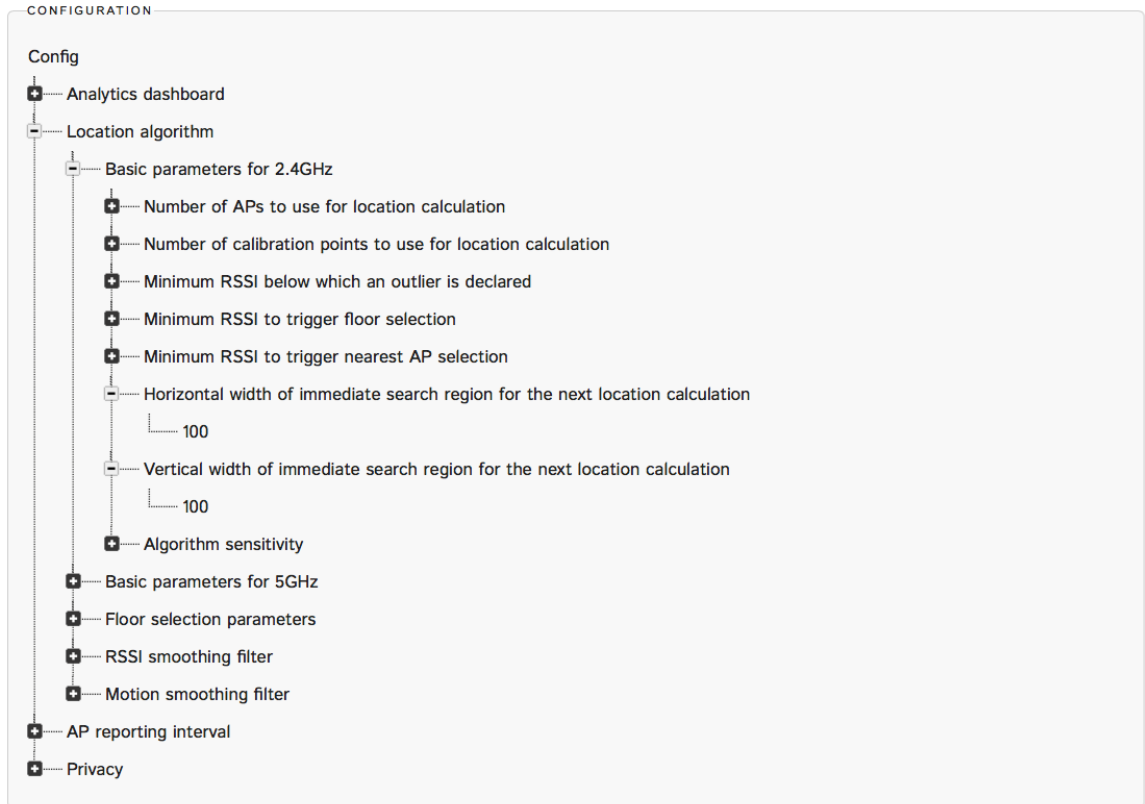 CONFIGURATION
Config
Analytics dashboard
Location algorithm
Basic parameters for 2.4GHz
Number of APs to use for location calculation
Number of calibration points to use for location calculation
Minimum RSSI below which an outlier is declared
Minimum RSSI to trigger floor selection
Minimum RSSI to trigger nearest AP selection
Horizontal width of immediate search region for the next location calculation
100
Vertical width of immediate search region for the next location calculation
100
Algorithm sensitivity
Basic parameters for 5GHz
Floor selection parameters
RSSI smoothing filter
Motion smoothing filter
AP reporting interval
Privacy